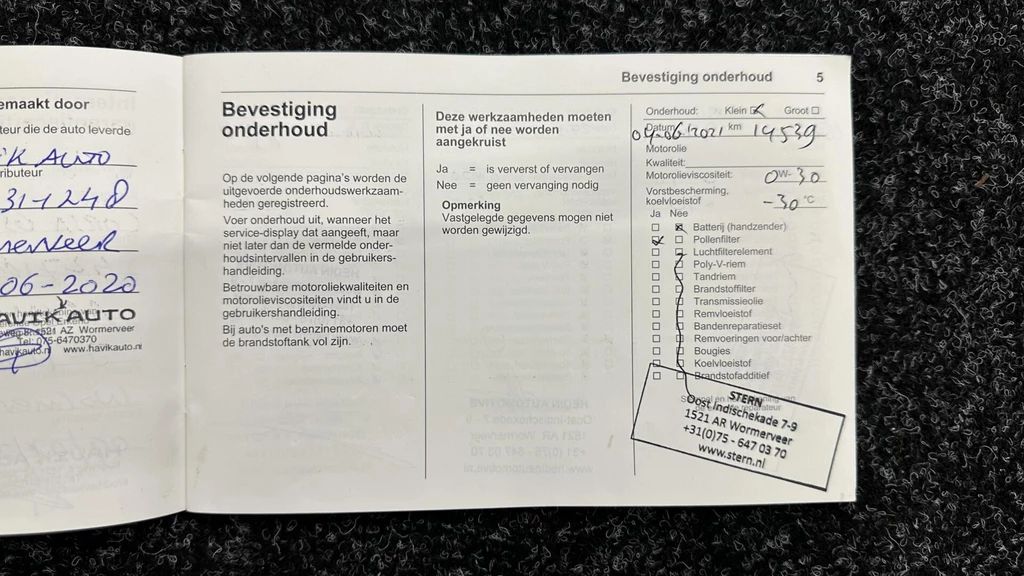 emaakt door
teur die de auto leverde
IK AUTO
ributeur
31-1248
merveer
06-2020
AVIK AUTO
1521 AZ Wormerveer
Tel: 075-6470370
havikauto.nl www.havikauto.nl
Bevestiging onderhoud 5
Bevestiging
onderhoud
Op de volgende pagina's worden de
uitgevoerde onderhoudswerkzaam-
heden geregistreerd.
Voer onderhoud uit, wanneer het
service-display dat aangeeft, maar
niet later dan de vermelde onder-
houdsintervallen in de gebruikers-
handleiding.
Betrouwbare motoroliekwaliteiten en
motorolieviscositeiten vindt u in de
gebruikershandleiding.
Bij auto's met benzinemotoren moet
de brandstoftank vol zijn.
Deze werkzaamheden moeten
met ja of nee worden
aangekruist
Ja = is ververst of vervangen
Nee = geen vervanging nodig
Opmerking
Vastgelegde gegevens mogen niet
worden gewijzigd.
Onderhoud: Klein Groot
Datum 04-06-2021 km 14539
Motorolie
Kwaliteit:
Motorolieviscositeit: 0W-30
Vorstbescherming,
koelvloeistof -30 °C
Ja Nee
Batterij (handzender)
Pollenfilter
Luchtfilterelement
Poly-V-riem
Tandriem
Brandstoffilter
Transmissieolie
Remvloeistof
Bandenreparatieset
Remvoeringen voor/achter
Bougies
Koelvloeistof
Brandstofadditief
STERN
Oost Indischekade 7-9
1521 AR Wormerveer
+31(0)75 - 647 03 70
www.stern.nl